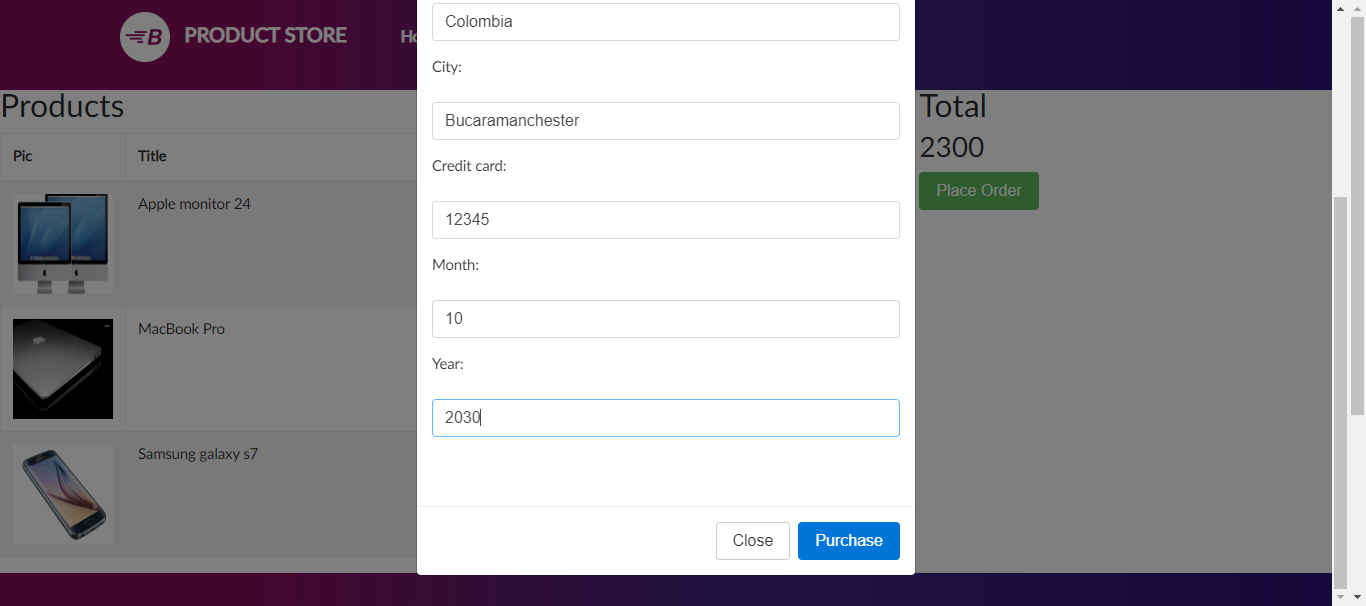 B PRODUCT STORE
Ho
Products
Pic
Title
Apple monitor 24
MacBook Pro
Samsung galaxy s7
Colombia
City:
Bucaramanchester
Credit card:
12345
Month:
10
Year:
2030
Close
Purchase
Total
2300
Place Order